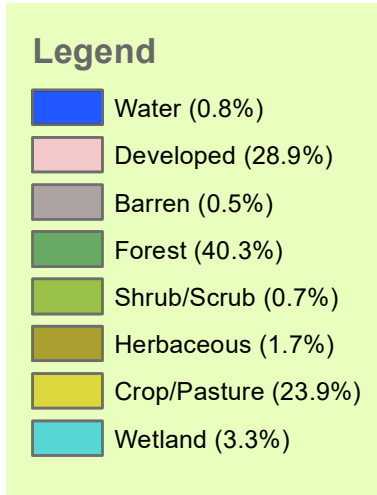 Legend
Water (0.8%)
Developed (28.9%)
Barren (0.5%)
Forest (40.3%)
Shrub/Scrub (0.7%)
Herbaceous (1.7%)
Crop/Pasture (23.9%)
Wetland (3.3%)